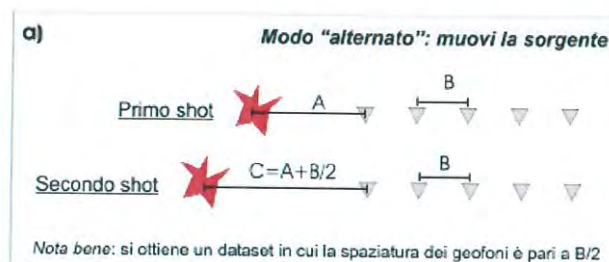 a)
Modo "alternato": muovi la sorgente
B
Primo shot
A
Secondo shot
C=A+B/2
B
Nota bene: si ottiene un dataset in cui la spaziatura dei geofoni è pari a B/2